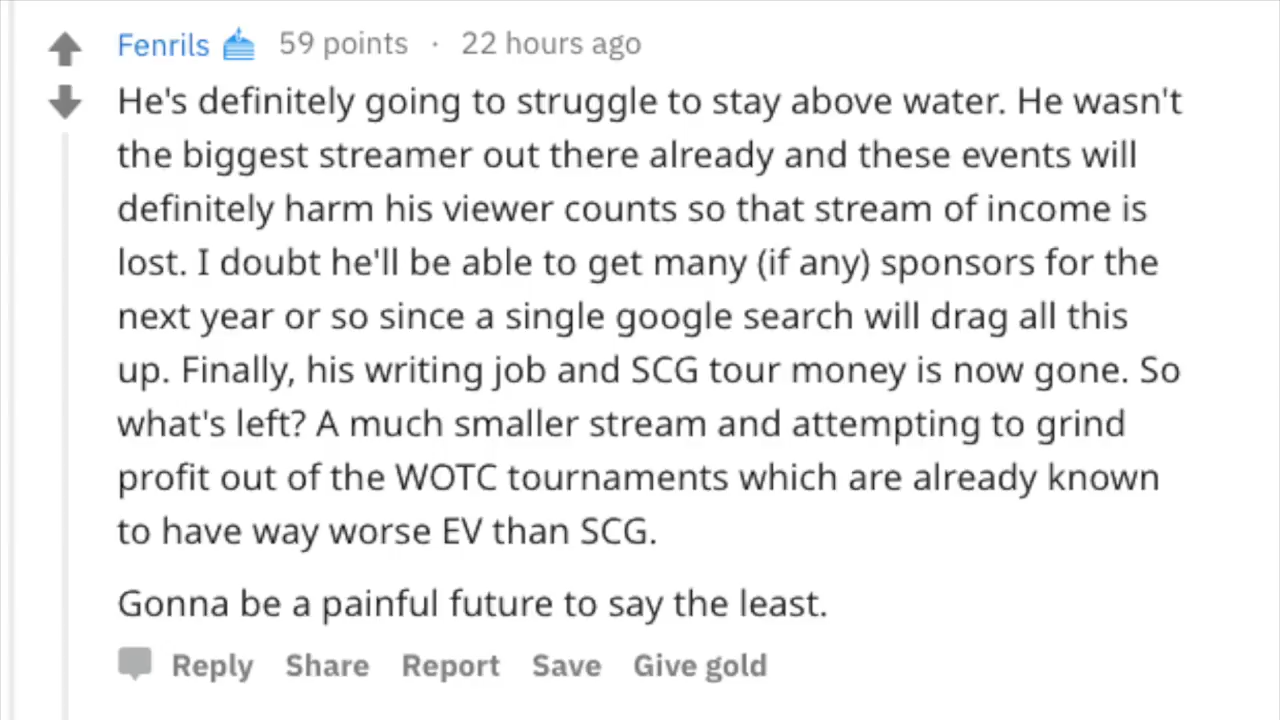 Fenrils 59 points · 22 hours ago
He's definitely going to struggle to stay above water. He wasn't
the biggest streamer out there already and these events will
definitely harm his viewer counts so that stream of income is
lost. I doubt he'll be able to get many (if any) sponsors for the
next year or so since a single google search will drag all this
up. Finally, his writing job and SCG tour money is now gone. So
what's left? A much smaller stream and attempting to grind
profit out of the WOTC tournaments which are already known
to have way worse EV than SCG.
Gonna be a painful future to say the least.
Reply Share Report Save Give gold